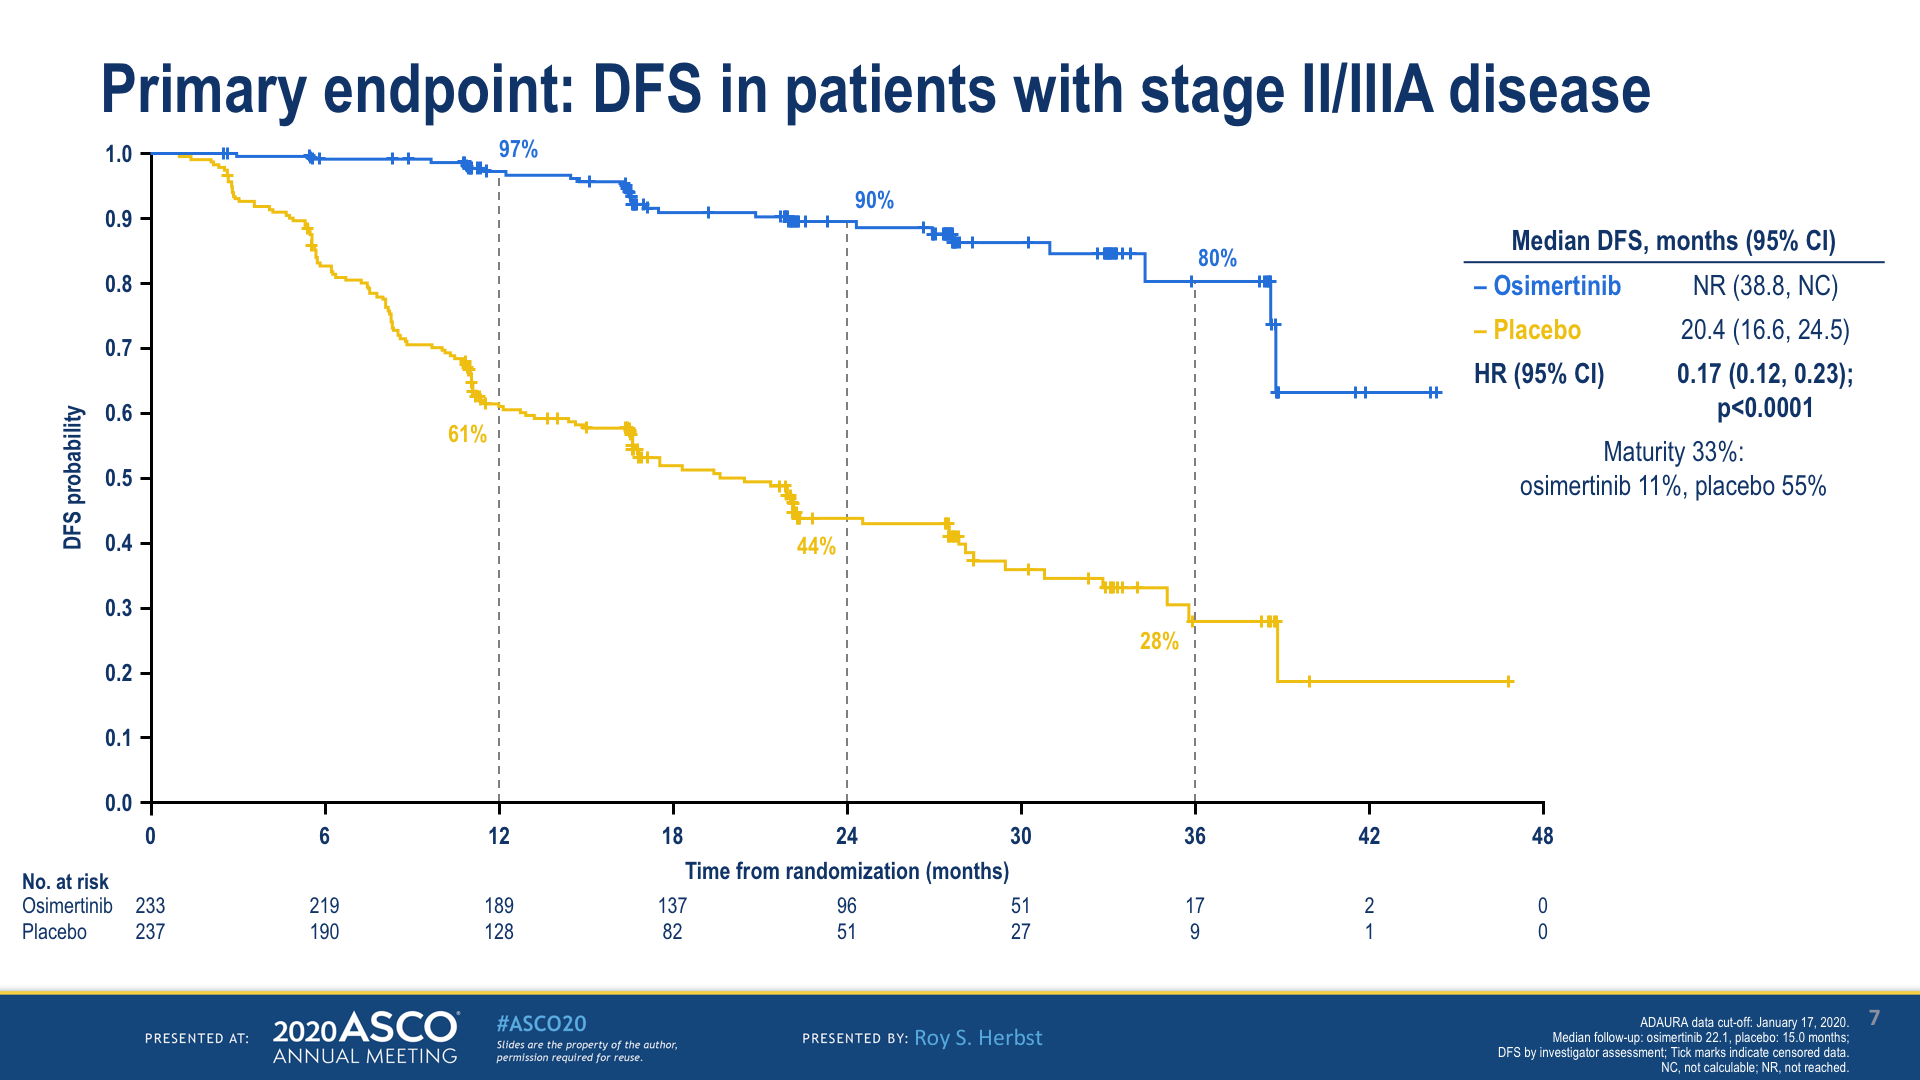 Primary endpoint: DFS in patients with stage II/IIIA disease
1.0
0.9
0.8
0.7
0.6
0.5
0.4
0.3
0.2
0.1
0.0
DFS probability
97%
90%
80%
61%
44%
28%
0 6 12 18 24 30 36 42 48
Time from randomization (months)
Median DFS, months (95% CI)
– Osimertinib NR (38.8, NC)
– Placebo 20.4 (16.6, 24.5)
HR (95% CI) 0.17 (0.12, 0.23);
p<0.0001
Maturity 33%:
osimertinib 11%, placebo 55%
No. at risk
Osimertinib 233 219 189 137 96 51 17 2 0
Placebo 237 190 128 82 51 27 9 1 0
PRESENTED AT:
2020 ASCO®
ANNUAL MEETING
#ASCO20
Slides are the property of the author,
permission required for reuse.
PRESENTED BY: Roy S. Herbst
ADAURA data cut-off: January 17, 2020.
Median follow-up: osimertinib 22.1, placebo: 15.0 months;
DFS by investigator assessment; Tick marks indicate censored data.
NC, not calculable; NR, not reached.
7